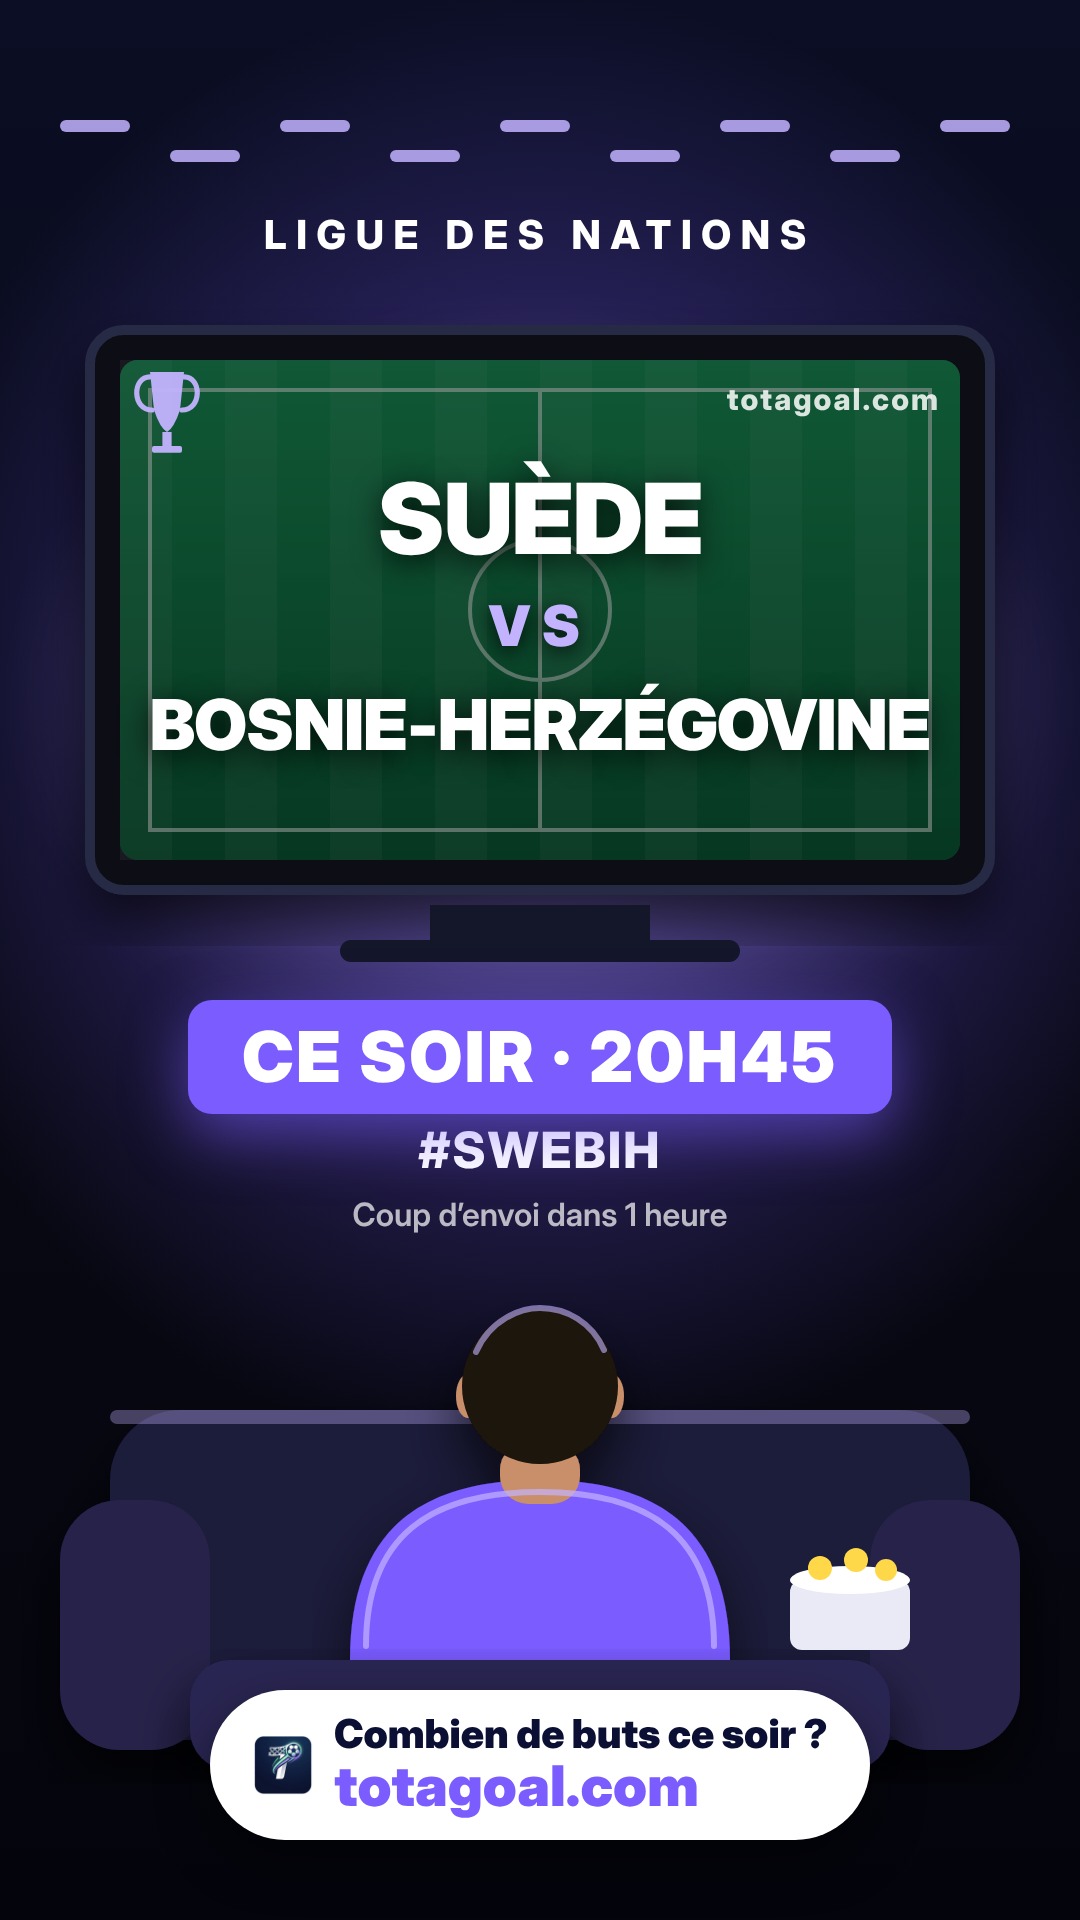 LIGUE DES NATIONS
totagoal.com
SUÈDE
VS
BOSNIE-HERZÉGOVINE
CE SOIR · 20H45
#SWEBIH
Coup d’envoi dans 1 heure
Combien de buts ce soir ?
totagoal.com